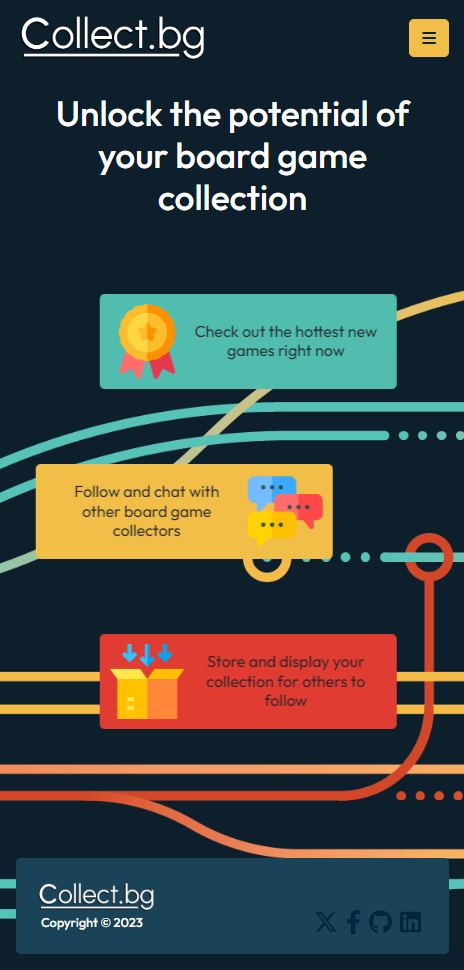 Collect.bg
Unlock the potential of
your board game
collection
Check out the hottest new
games right now
Follow and chat with
other board game
collectors
Store and display your
collection for others to
follow
Collect.bg
Copyright © 2023